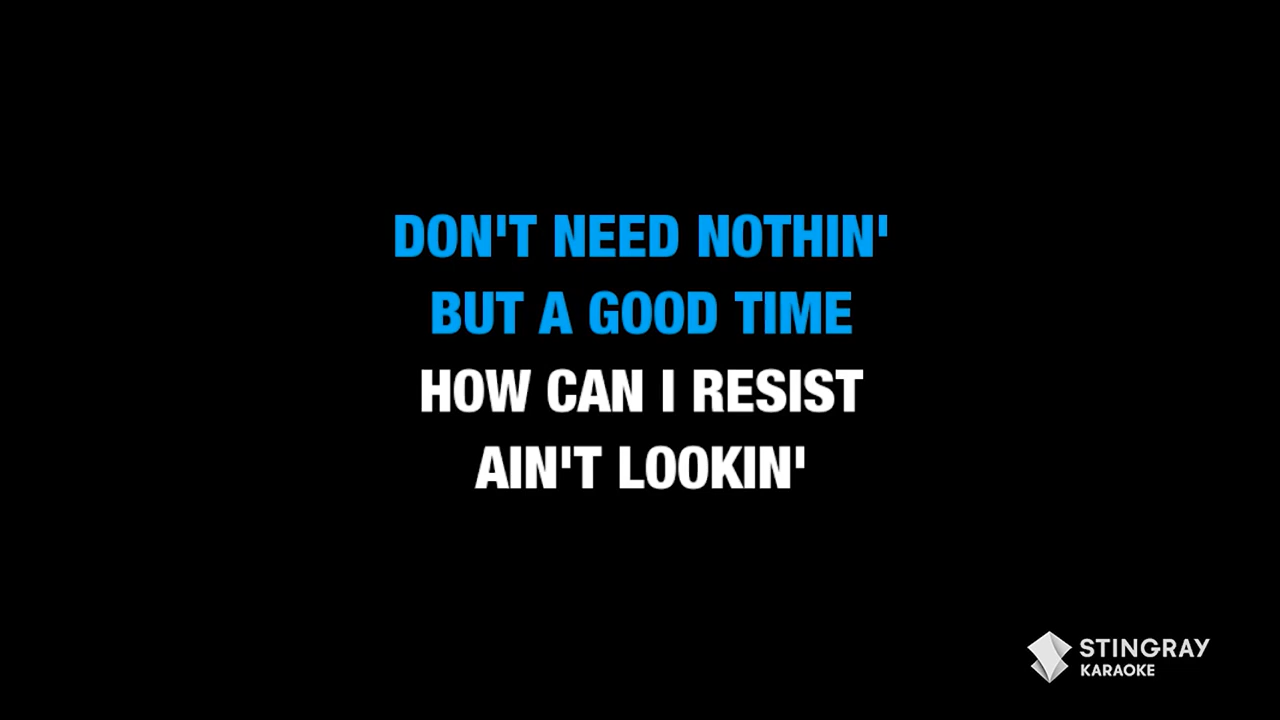 DON'T NEED NOTHIN'
BUT A GOOD TIME
HOW CAN I RESIST
AIN'T LOOKIN'
STINGRAY
KARAOKE